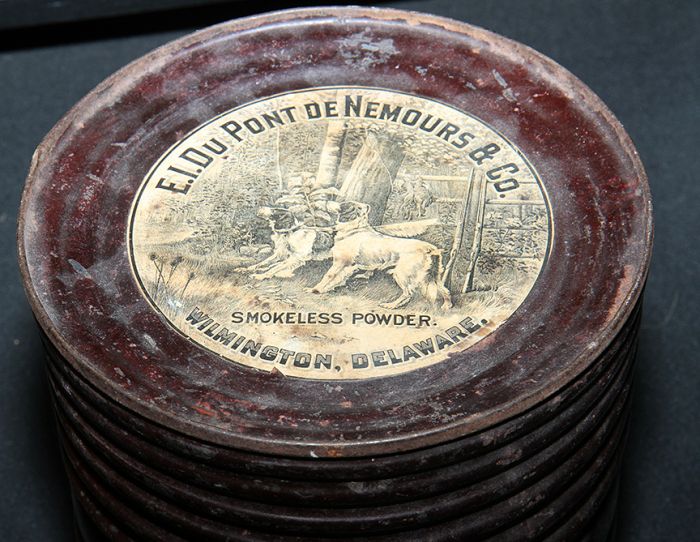 E.I. DU PONT DE NEMOURS & CO.
SMOKELESS POWDER.
WILMINGTON, DELAWARE.